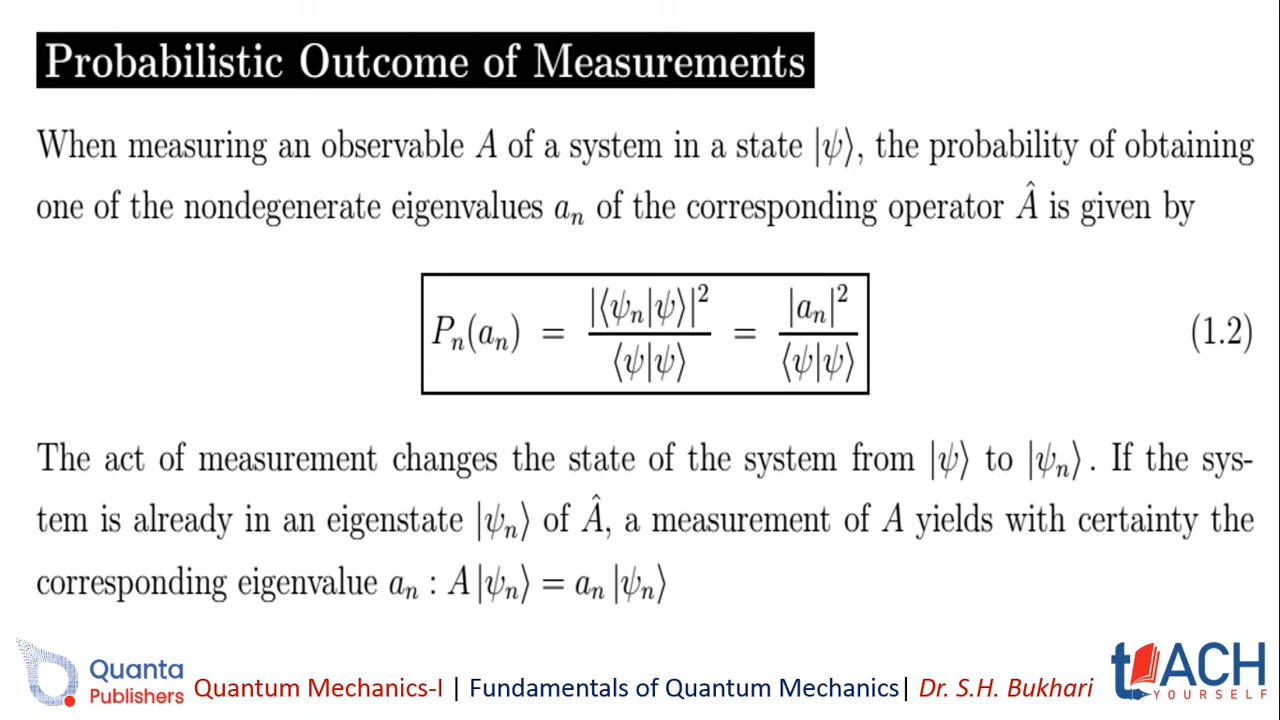 Probabilistic Outcome of Measurements
When measuring an observable A of a system in a state |ψ⟩, the probability of obtaining
one of the nondegenerate eigenvalues aₙ of the corresponding operator Â is given by
Pₙ(aₙ) = |⟨ψₙ|ψ⟩|² / ⟨ψ|ψ⟩ = |aₙ|² / ⟨ψ|ψ⟩ (1.2)
The act of measurement changes the state of the system from |ψ⟩ to |ψₙ⟩. If the sys-
tem is already in an eigenstate |ψₙ⟩ of Â, a measurement of A yields with certainty the
corresponding eigenvalue aₙ : A|ψₙ⟩ = aₙ |ψₙ⟩
Quanta
Publishers
Quantum Mechanics-I | Fundamentals of Quantum Mechanics| Dr. S.H. Bukhari
tEACH
YOURSELF